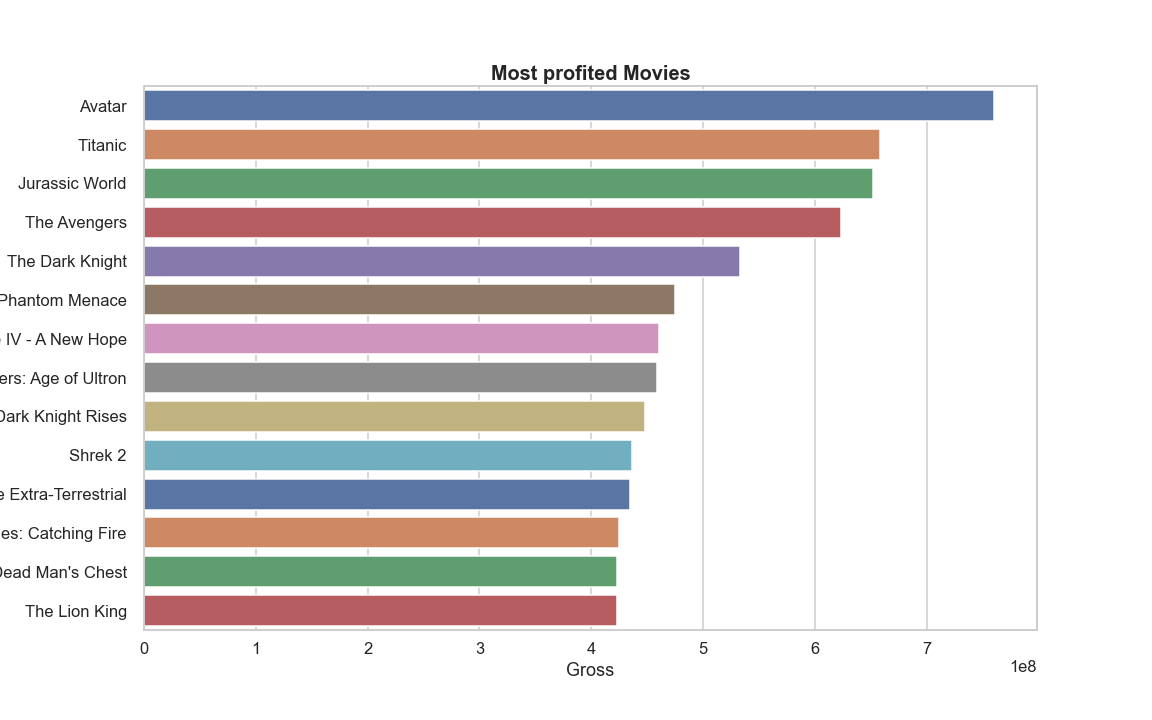 Most profited Movies
Avatar
Titanic
Jurassic World
The Avengers
The Dark Knight
Phantom Menace
IV - A New Hope
ers: Age of Ultron
Dark Knight Rises
Shrek 2
e Extra-Terrestrial
es: Catching Fire
Dead Man's Chest
The Lion King
0 1 2 3 4 5 6 7
1e8
Gross